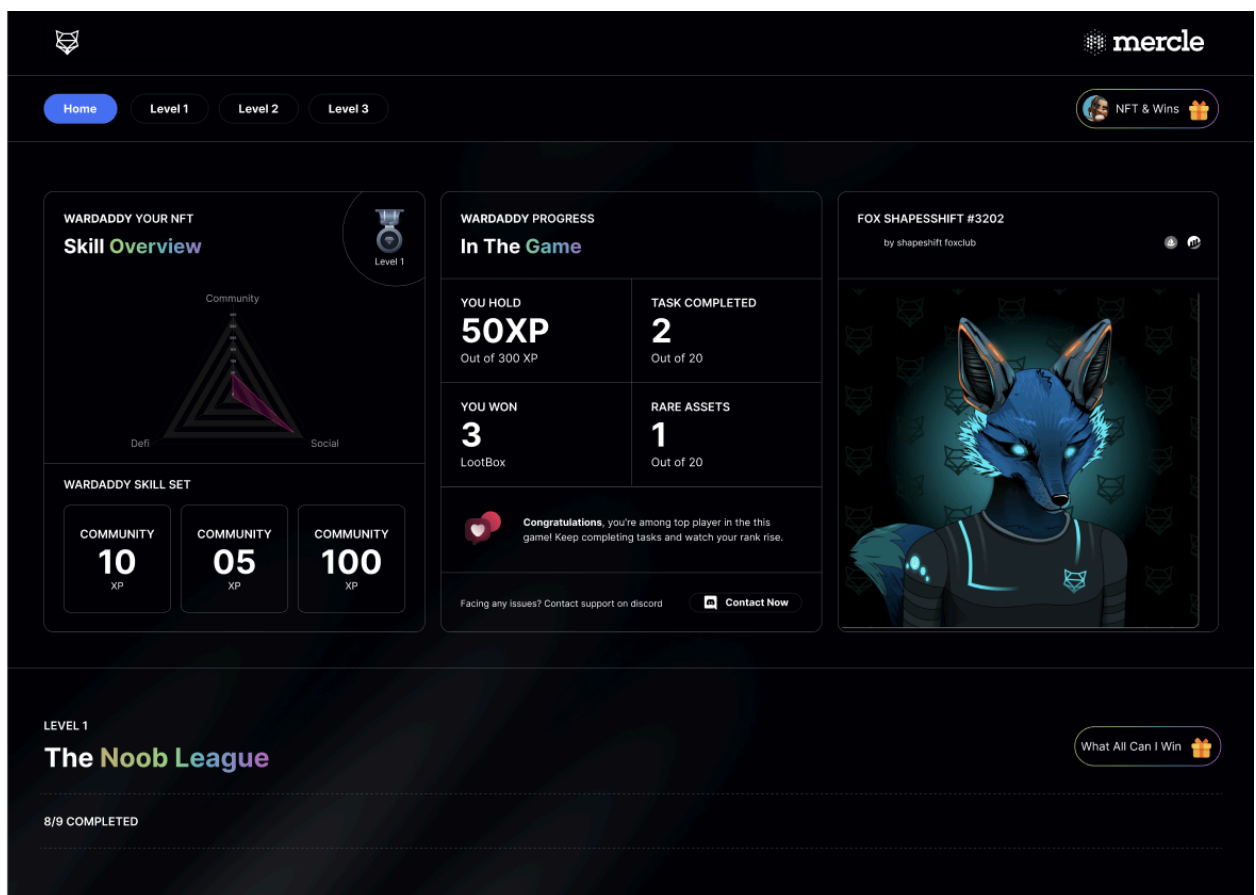 mercle
Home
Level 1
Level 2
Level 3
NFT & Wins
WARDADDY YOUR NFT
Skill Overview
Level 1
Community
Defi
Social
WARDADDY SKILL SET
COMMUNITY
10
XP
COMMUNITY
05
XP
COMMUNITY
100
XP
WARDADDY PROGRESS
In The Game
YOU HOLD
50XP
Out of 300 XP
TASK COMPLETED
2
Out of 20
YOU WON
3
LootBox
RARE ASSETS
1
Out of 20
Congratulations, you're among top player in the this
game! Keep completing tasks and watch your rank rise.
Facing any issues? Contact support on discord
Contact Now
FOX SHAPESSHIFT #3202
by shapeshift foxclub
LEVEL 1
The Noob League
What All Can I Win
8/9 COMPLETED